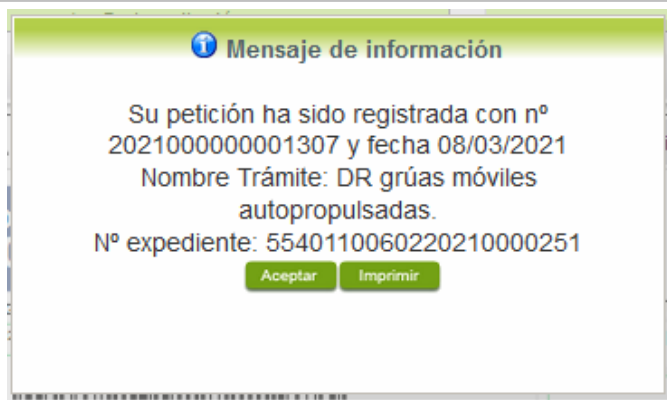 Mensaje de información
Su petición ha sido registrada con nº
2021000000001307 y fecha 08/03/2021
Nombre Trámite: DR grúas móviles
autopropulsadas.
Nº expediente: 5540110060220210000251
Aceptar Imprimir